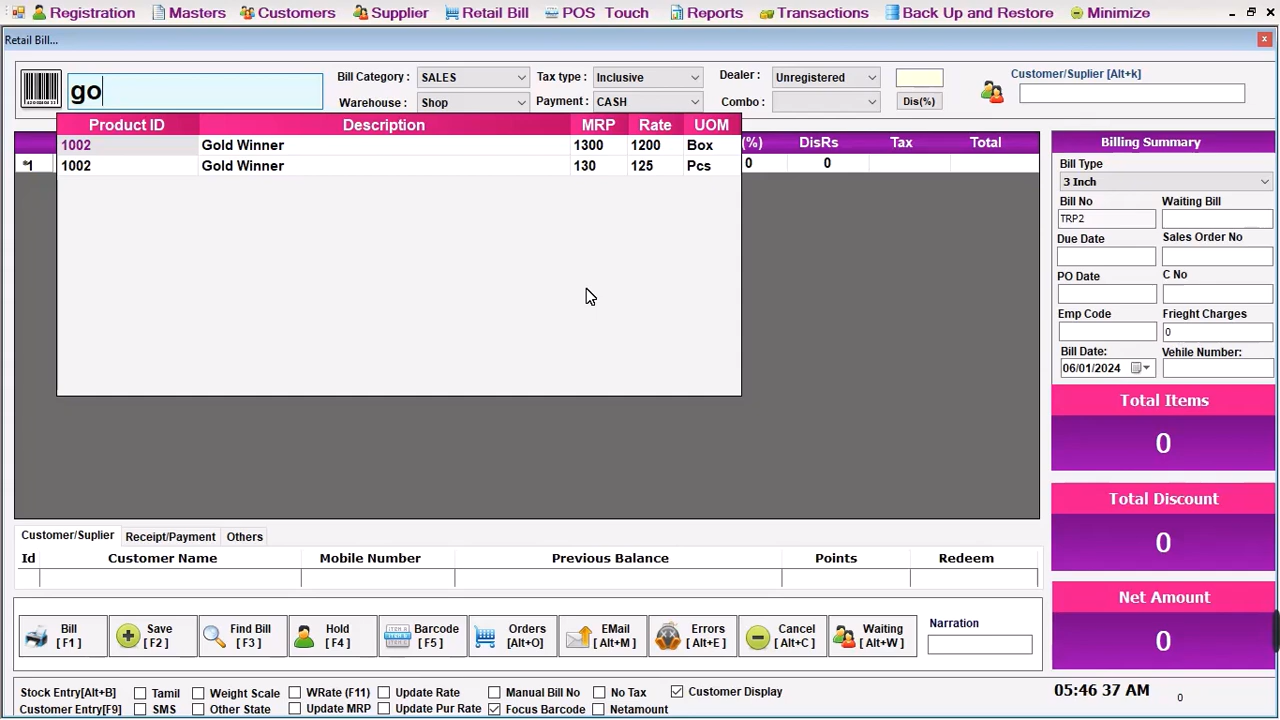 Registration Masters Customers Supplier Retail Bill POS Touch Reports Transactions Back Up and Restore Minimize
Retail Bill...
go Bill Category : SALES Tax type : Inclusive Dealer : Unregistered Customer/Suplier [Alt+k]
Warehouse : Shop Payment : CASH Combo : Dis(%)
Product ID Description MRP Rate UOM
1002 Gold Winner 1300 1200 Box
1002 Gold Winner 130 125 Pcs
(%) DisRs Tax Total
*1 0 0
Billing Summary
Bill Type
3 Inch
Bill No Waiting Bill
TRP2
Due Date Sales Order No
PO Date C No
Emp Code Frieght Charges
0
Bill Date: Vehile Number:
06/01/2024
Total Items
0
Total Discount
0
Net Amount
0
Customer/Suplier Receipt/Payment Others
Id Customer Name Mobile Number Previous Balance Points Redeem
Bill [F1 ] Save [ F2 ] Find Bill [ F3 ] Hold [ F4 ] Barcode [ F5 ] Orders [Alt+O] EMail [ Alt+M ] Errors [ Alt+E ] Cancel [ Alt+C ] Waiting [ Alt+W ] Narration
Stock Entry[Alt+B] Tamil Weight Scale WRate (F11) Update Rate Manual Bill No No Tax Customer Display
Customer Entry[F9] SMS Other State Update MRP Update Pur Rate Focus Barcode Netamount
05:46 37 AM 0